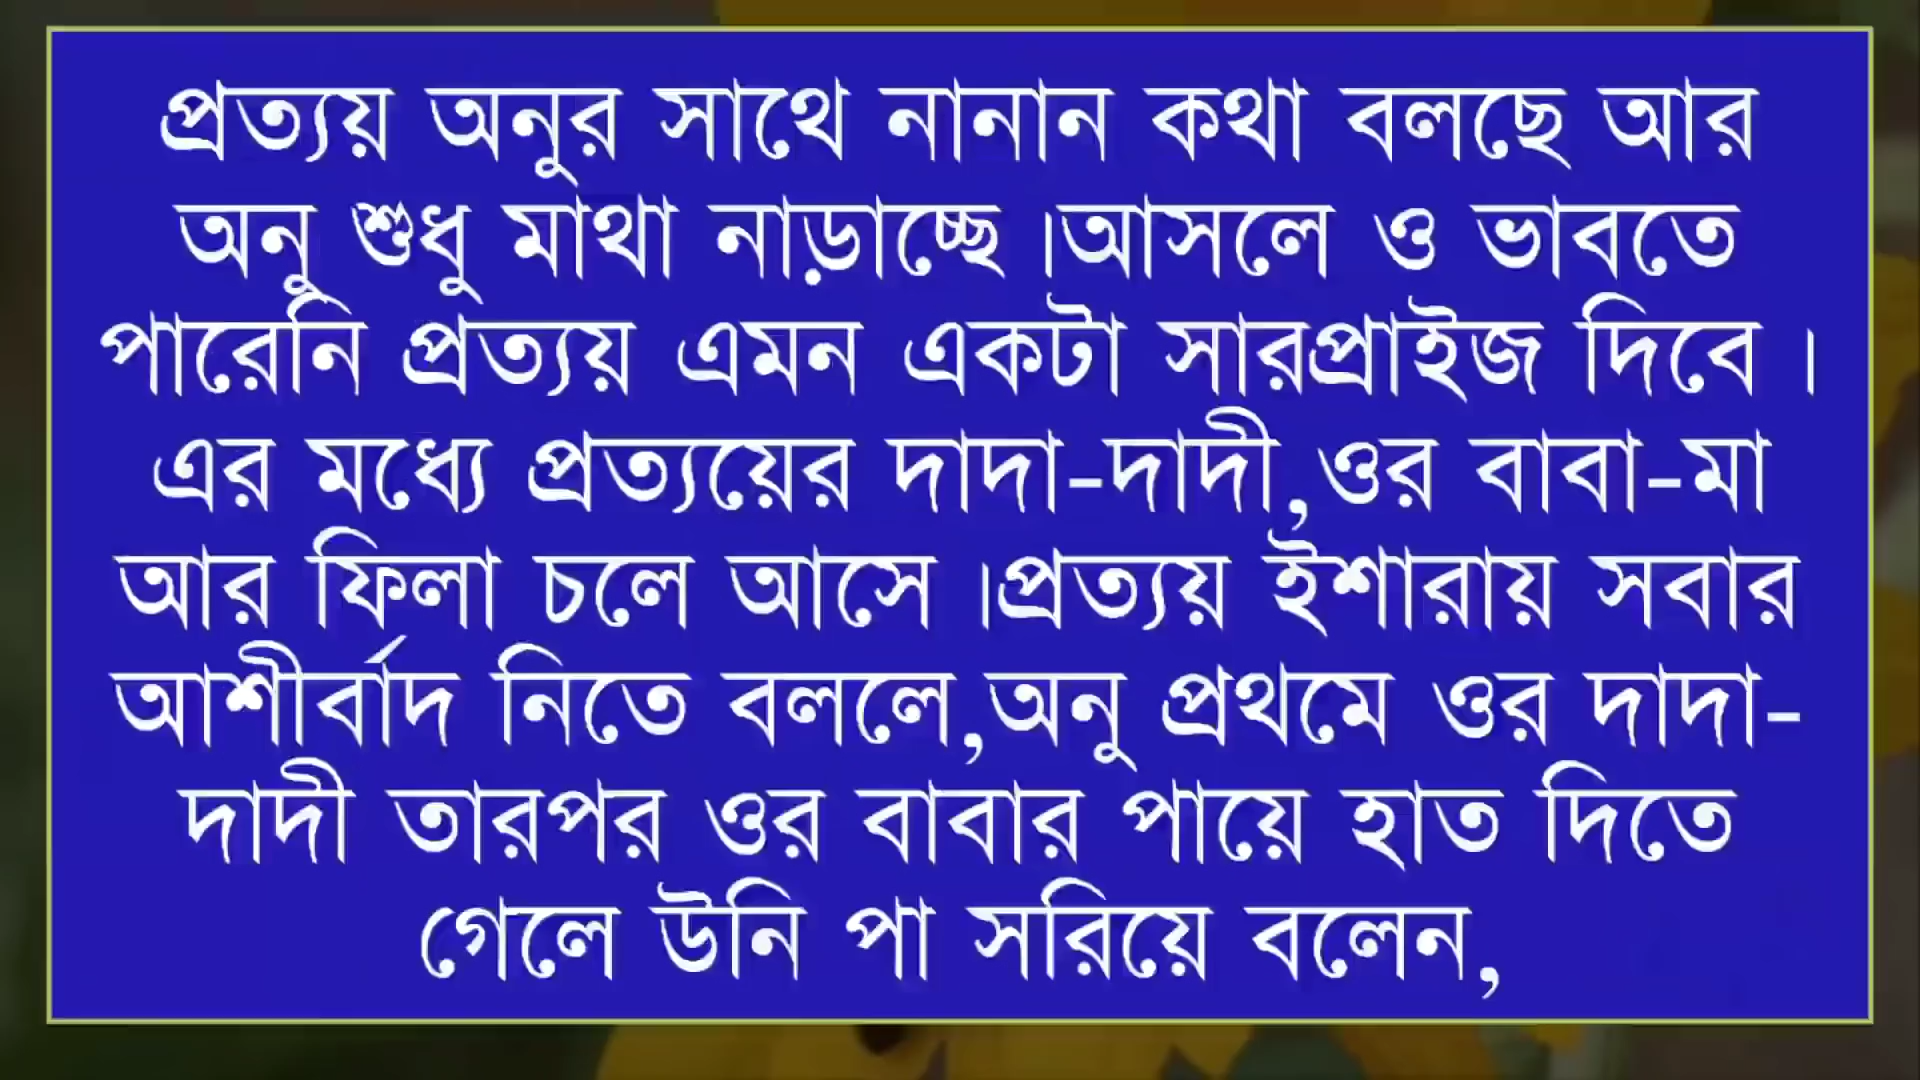 প্রত্যয় অনুর সাথে নানান কথা বলছে আর
অনু শুধু মাথা নাড়াচ্ছে।আসলে ও ভাবতে
পারেনি প্রত্যয় এমন একটা সারপ্রাইজ দিবে।
এর মধ্যে প্রত্যয়ের দাদা-দাদী,ওর বাবা-মা
আর ফিলা চলে আসে।প্রত্যয় ইশারায় সবার
আশীর্বাদ নিতে বললে,অনু প্রথমে ওর দাদা-
দাদী তারপর ওর বাবার পায়ে হাত দিতে
গেলে উনি পা সরিয়ে বলেন,